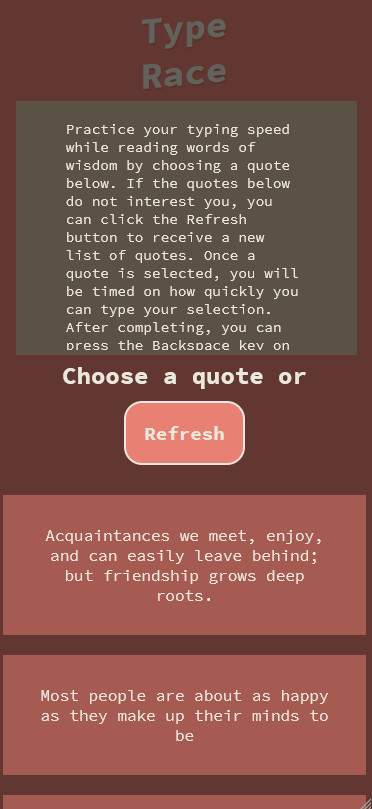 Type
Race
Practice your typing speed
while reading words of
wisdom by choosing a quote
below. If the quotes below
do not interest you, you
can click the Refresh
button to receive a new
list of quotes. Once a
quote is selected, you will
be timed on how quickly you
can type your selection.
After completing, you can
press the Backspace key on
Choose a quote or
Refresh
Acquaintances we meet, enjoy,
and can easily leave behind;
but friendship grows deep
roots.
Most people are about as happy
as they make up their minds to
be